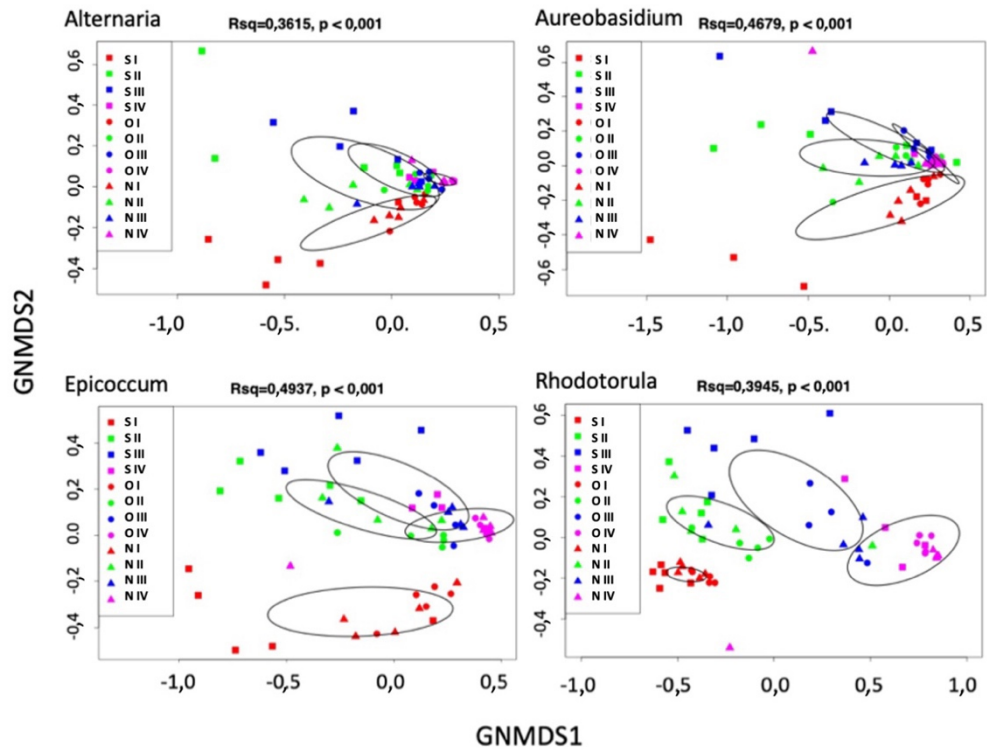 Alternaria
Rsq=0,3615, p < 0,001
0,6
0,4
0,2
0,0
-0,2
-0,4
S I
S II
S III
S IV
O I
O II
O III
O IV
N I
N II
N III
N IV
-1,0 -0,5. 0,0. 0,5
Aureobasidium
Rsq=0,4679, p < 0,001
0,6
0,4
0,2
0,0
-0,2
-0,4
-0,6
S I
S II
S III
S IV
O I
O II
O III
O IV
N I
N II
N III
N IV
-1,5 -1,0 -0,5. 0,0. 0,5
GNMDS2
Epicoccum
Rsq=0,4937, p < 0,001
0,4
0,2
0.0
-0,2
-0,4
S I
S II
S III
S IV
O I
O II
O III
O IV
N I
N II
N III
N IV
-1,0 -0,5. 0,0 0,5
Rhodotorula
Rsq=0,3945, p < 0,001
0,6
0,4
0,2
0,0
-0,2
-0,4
S I
S II
S III
S IV
O I
O II
O III
O IV
N I
N II
N III
N IV
-1,0 -0,5 0,0 0,5 1,0
GNMDS1